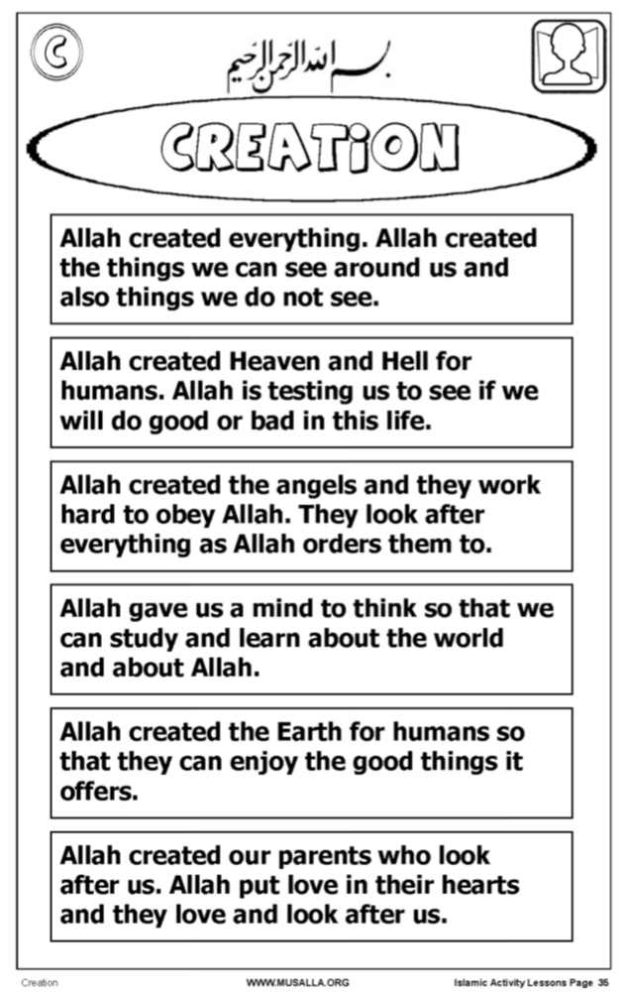 C
بسم الله الرحمن الرحيم
CREATiON
Allah created everything. Allah created
the things we can see around us and
also things we do not see.
Allah created Heaven and Hell for
humans. Allah is testing us to see if we
will do good or bad in this life.
Allah created the angels and they work
hard to obey Allah. They look after
everything as Allah orders them to.
Allah gave us a mind to think so that we
can study and learn about the world
and about Allah.
Allah created the Earth for humans so
that they can enjoy the good things it
offers.
Allah created our parents who look
after us. Allah put love in their hearts
and they love and look after us.
Creation WWW.MUSALLA.ORG Islamic Activity Lessons Page 35